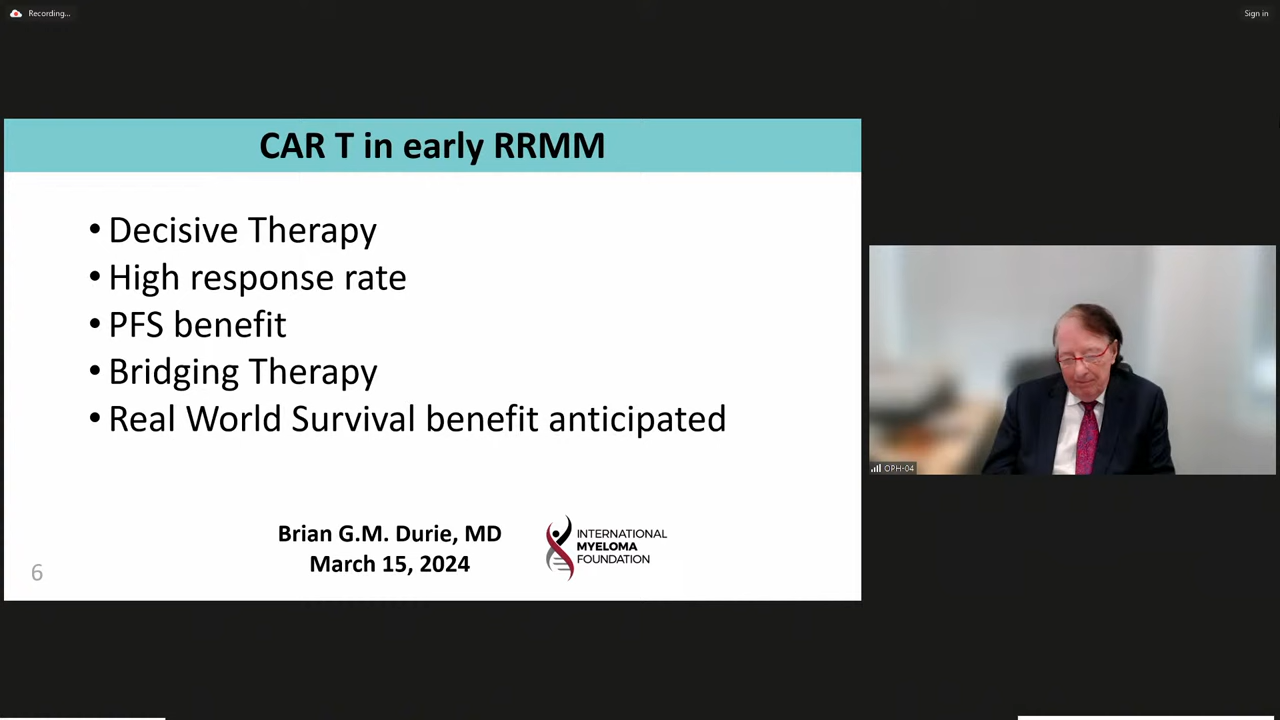 Recording...
Sign in
CAR T in early RRMM
• Decisive Therapy
• High response rate
• PFS benefit
• Bridging Therapy
• Real World Survival benefit anticipated
Brian G.M. Durie, MD
March 15, 2024
INTERNATIONAL
MYELOMA
FOUNDATION
6
OPH-04